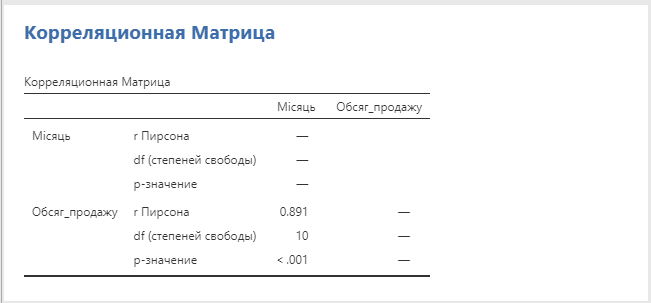 Корреляционная Матрица
Корреляционная Матрица
Місяць Обсяг_продажу
Місяць r Пирсона —
df (степеней свободы) —
p-значение —
Обсяг_продажу r Пирсона 0.891 —
df (степеней свободы) 10 —
p-значение < .001 —